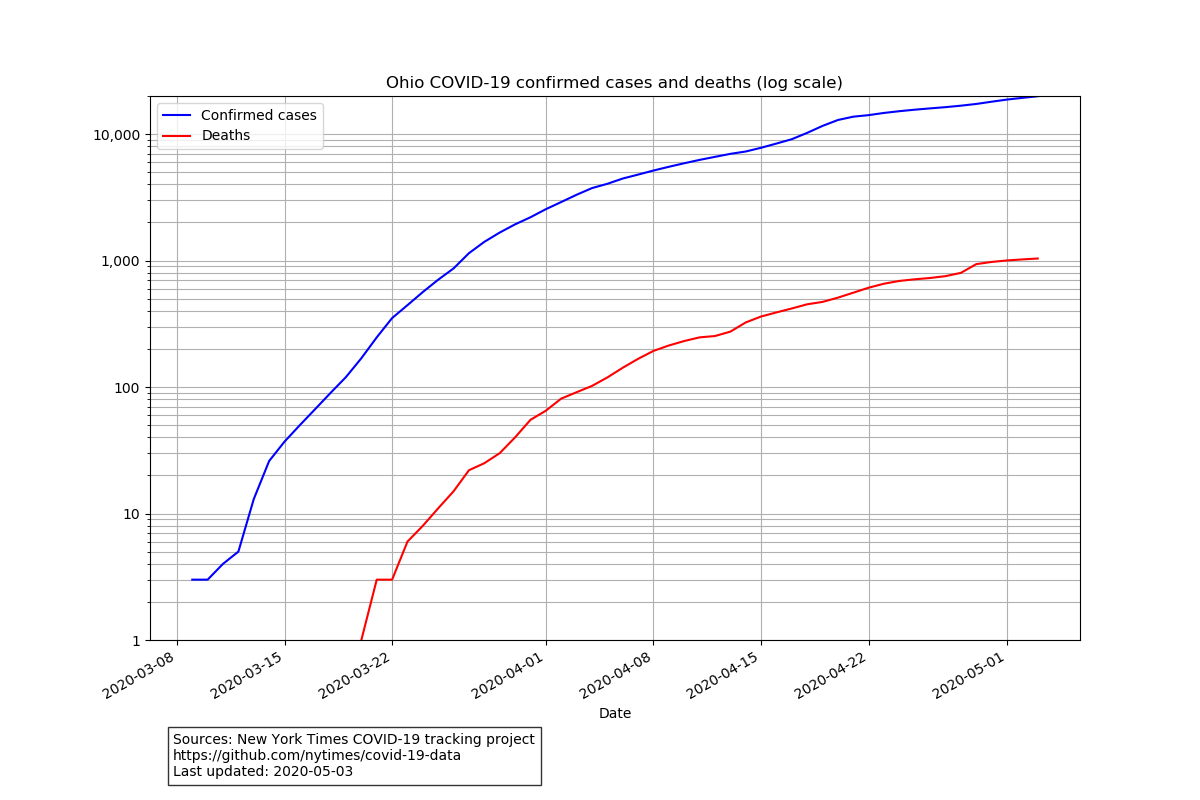 Ohio COVID-19 confirmed cases and deaths (log scale)
Confirmed cases
Deaths
10,000
1,000
100
10
1
2020-03-08
2020-03-15
2020-03-22
2020-04-01
2020-04-08
2020-04-15
2020-04-22
2020-05-01
Date
Sources: New York Times COVID-19 tracking project
https://github.com/nytimes/covid-19-data
Last updated: 2020-05-03